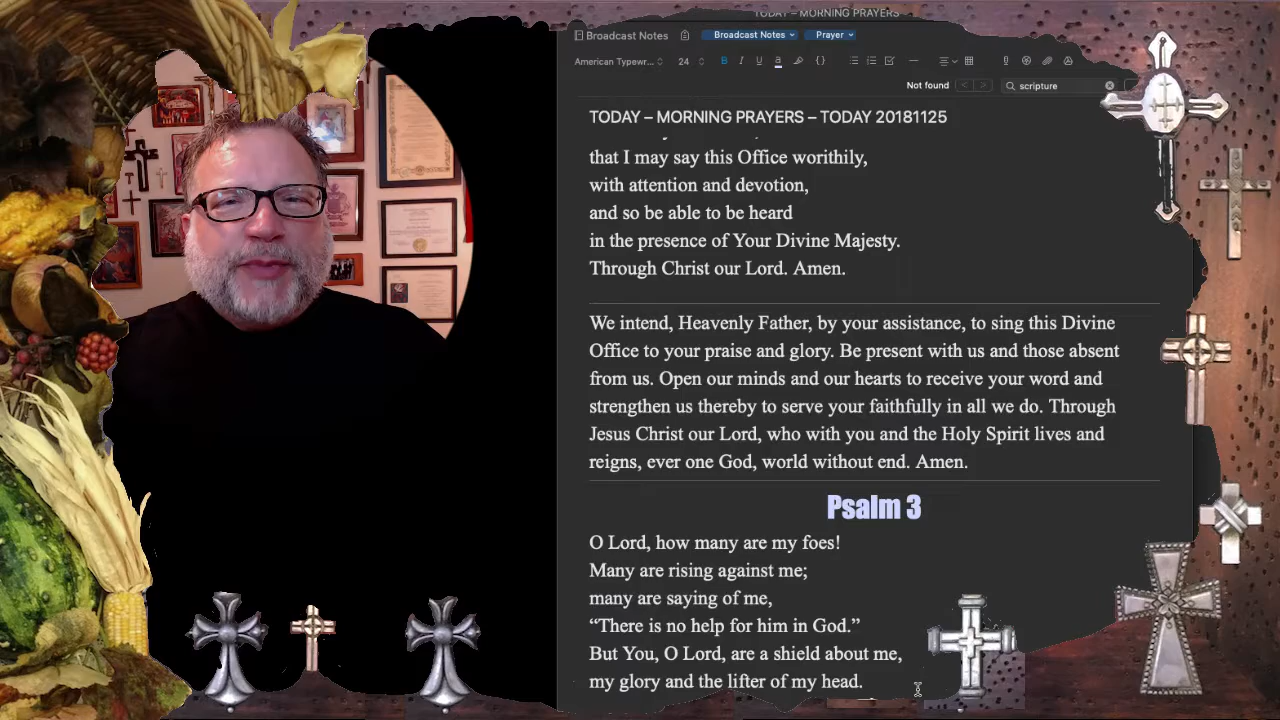 TODAY – MORNING PRAYERS –
Broadcast Notes
Broadcast Notes
Prayer
American Typewr...
24
B I U a
Not found
scripture
TODAY – MORNING PRAYERS – TODAY 20181125
that I may say this Office worithily,
with attention and devotion,
and so be able to be heard
in the presence of Your Divine Majesty.
Through Christ our Lord. Amen.
We intend, Heavenly Father, by your assistance, to sing this Divine
Office to your praise and glory. Be present with us and those absent
from us. Open our minds and our hearts to receive your word and
strengthen us thereby to serve your faithfully in all we do. Through
Jesus Christ our Lord, who with you and the Holy Spirit lives and
reigns, ever one God, world without end. Amen.
Psalm 3
O Lord, how many are my foes!
Many are rising against me;
many are saying of me,
“There is no help for him in God.”
But You, O Lord, are a shield about me,
my glory and the lifter of my head.